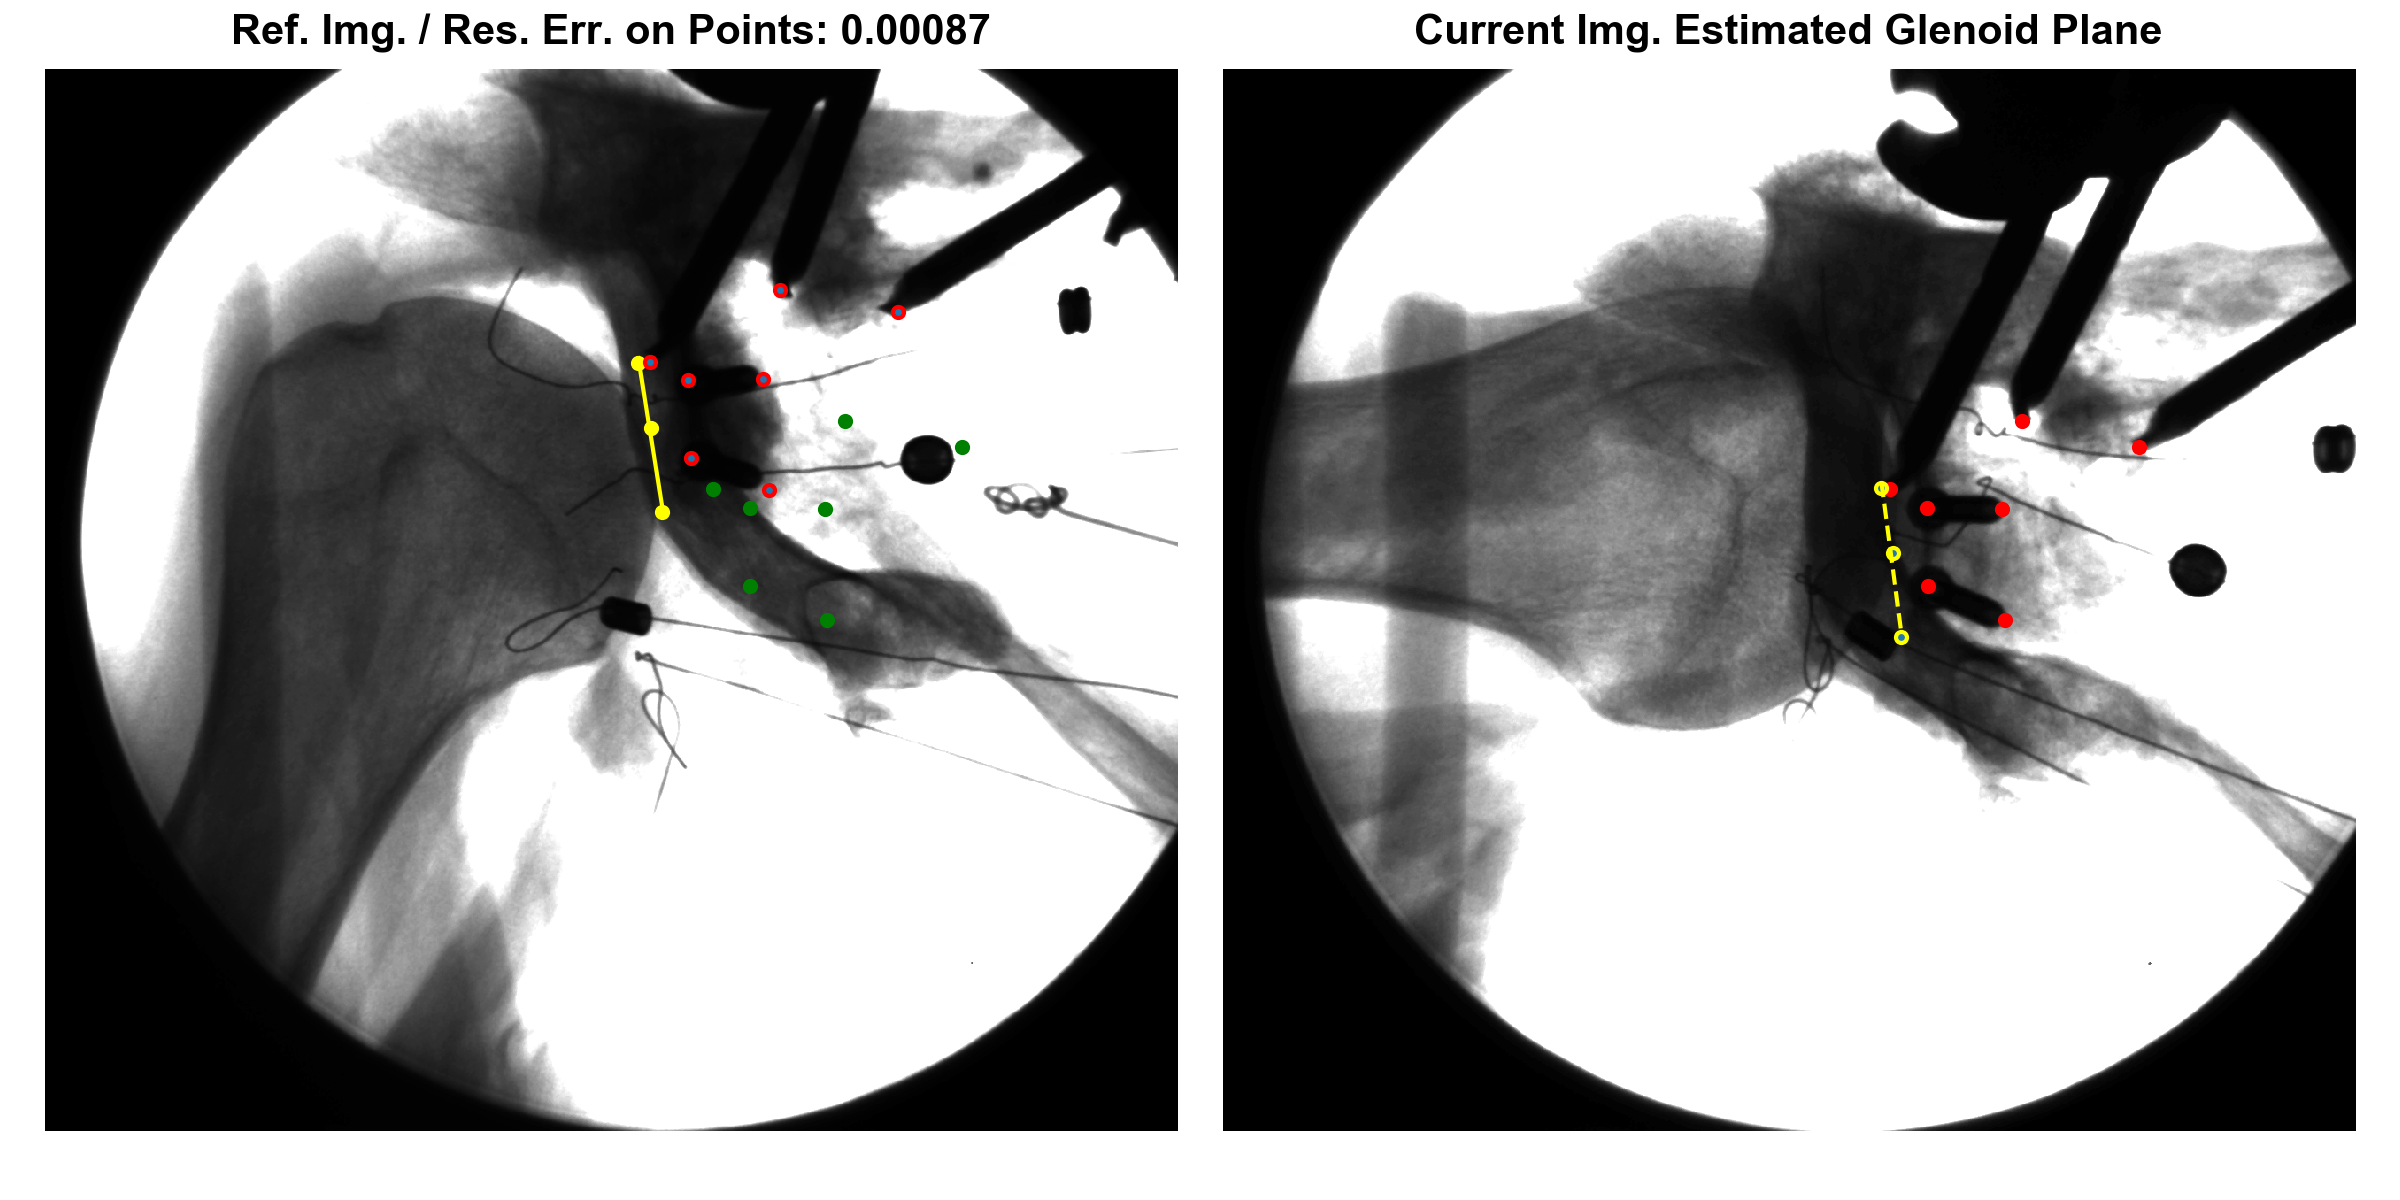 Ref. Img. / Res. Err. on Points: 0.00087
Current Img. Estimated Glenoid Plane